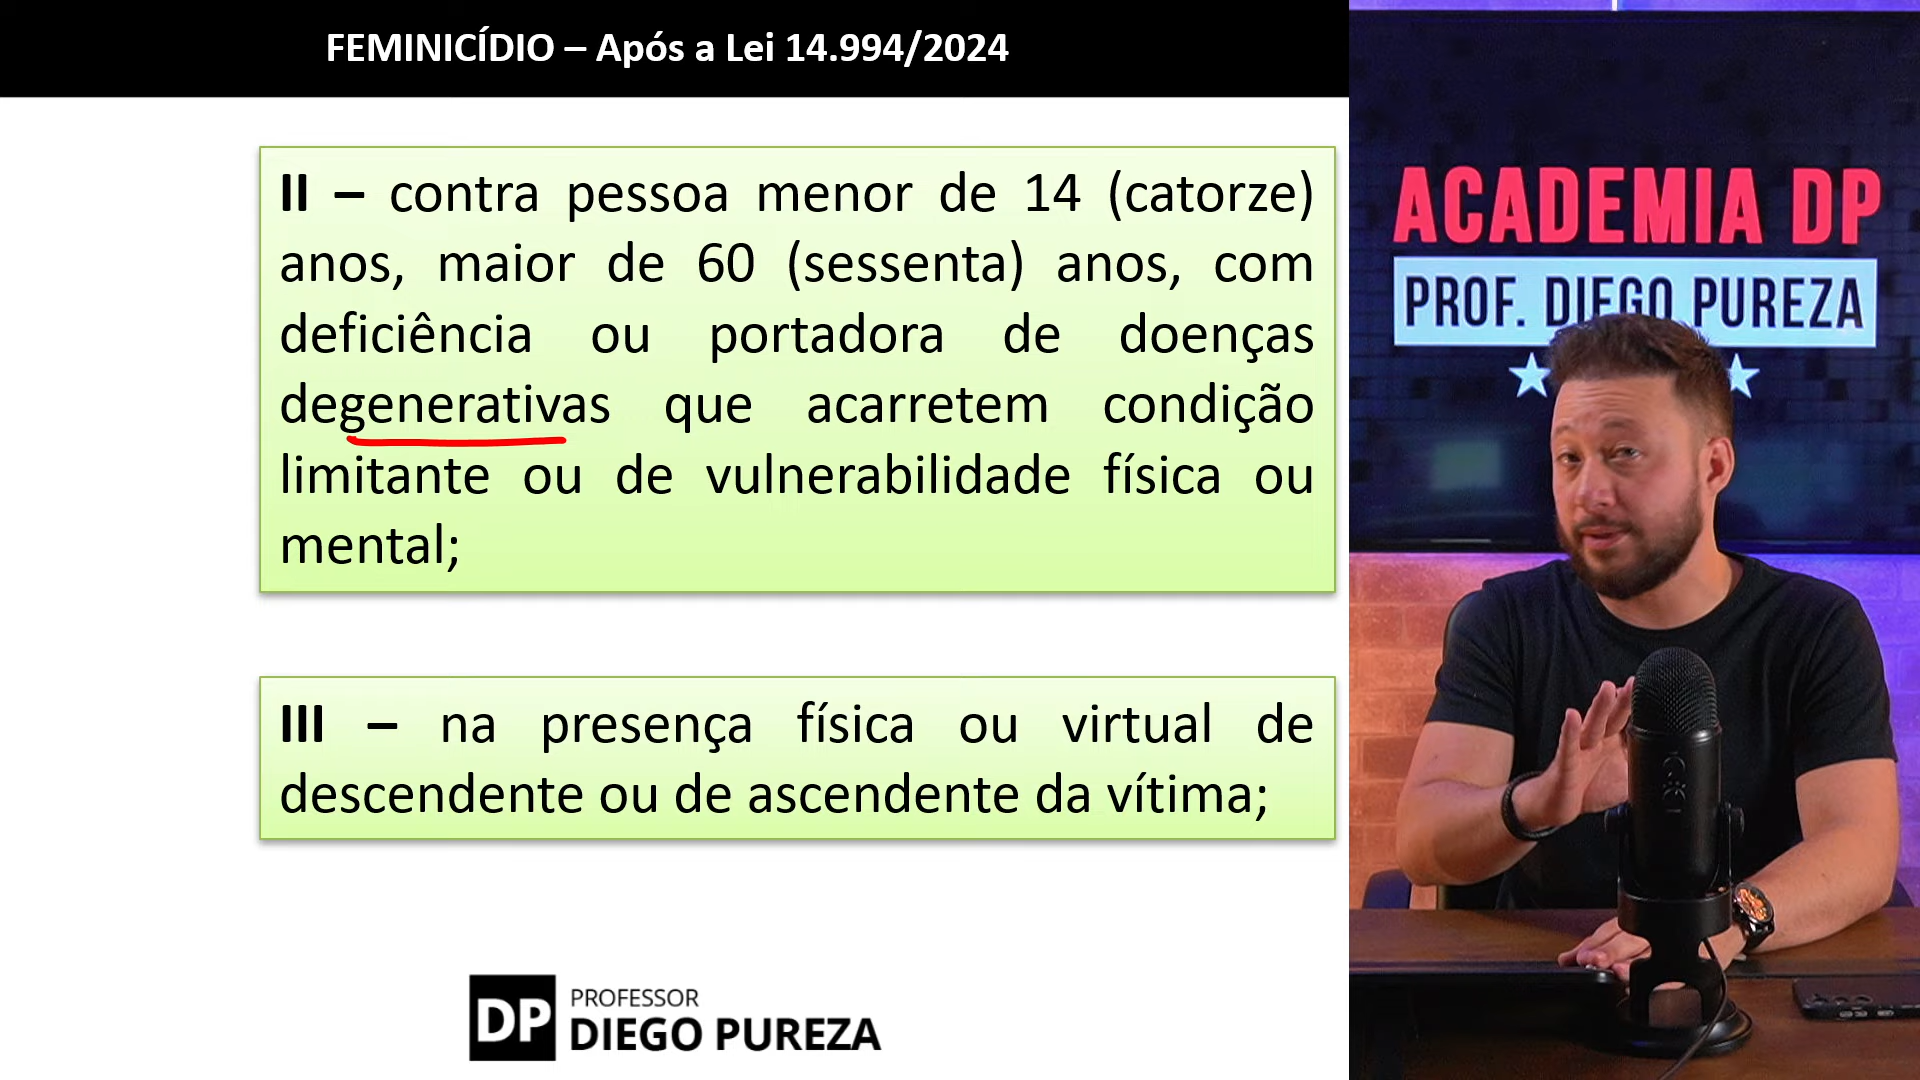 FEMINICÍDIO – Após a Lei 14.994/2024
II – contra pessoa menor de 14 (catorze)
anos, maior de 60 (sessenta) anos, com
deficiência ou portadora de doenças
degenerativas que acarretem condição
limitante ou de vulnerabilidade física ou
mental;
III – na presença física ou virtual de
descendente ou de ascendente da vítima;
DP PROFESSOR
DIEGO PUREZA
ACADEMIA DP
PROF. DIEGO PUREZA